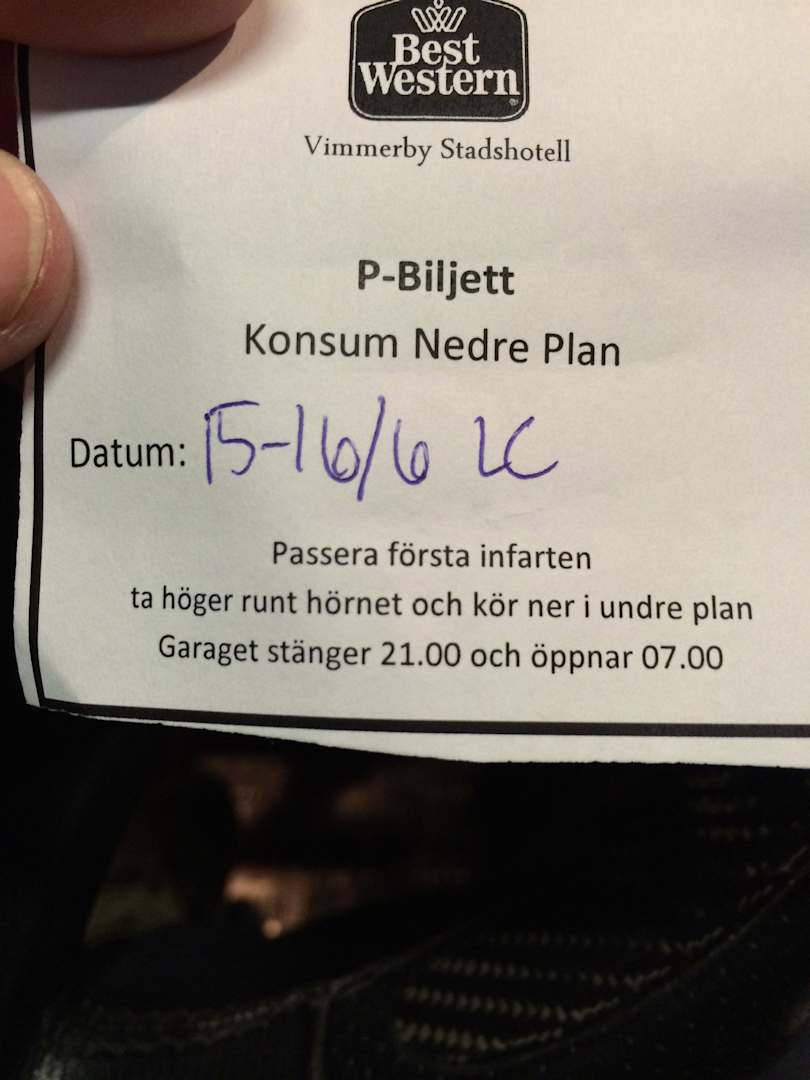 Best
Western
Vimmerby Stadshotell
P-Biljett
Konsum Nedre Plan
Datum: 15-16/6 LC
Passera första infarten
ta höger runt hörnet och kör ner i undre plan
Garaget stänger 21.00 och öppnar 07.00